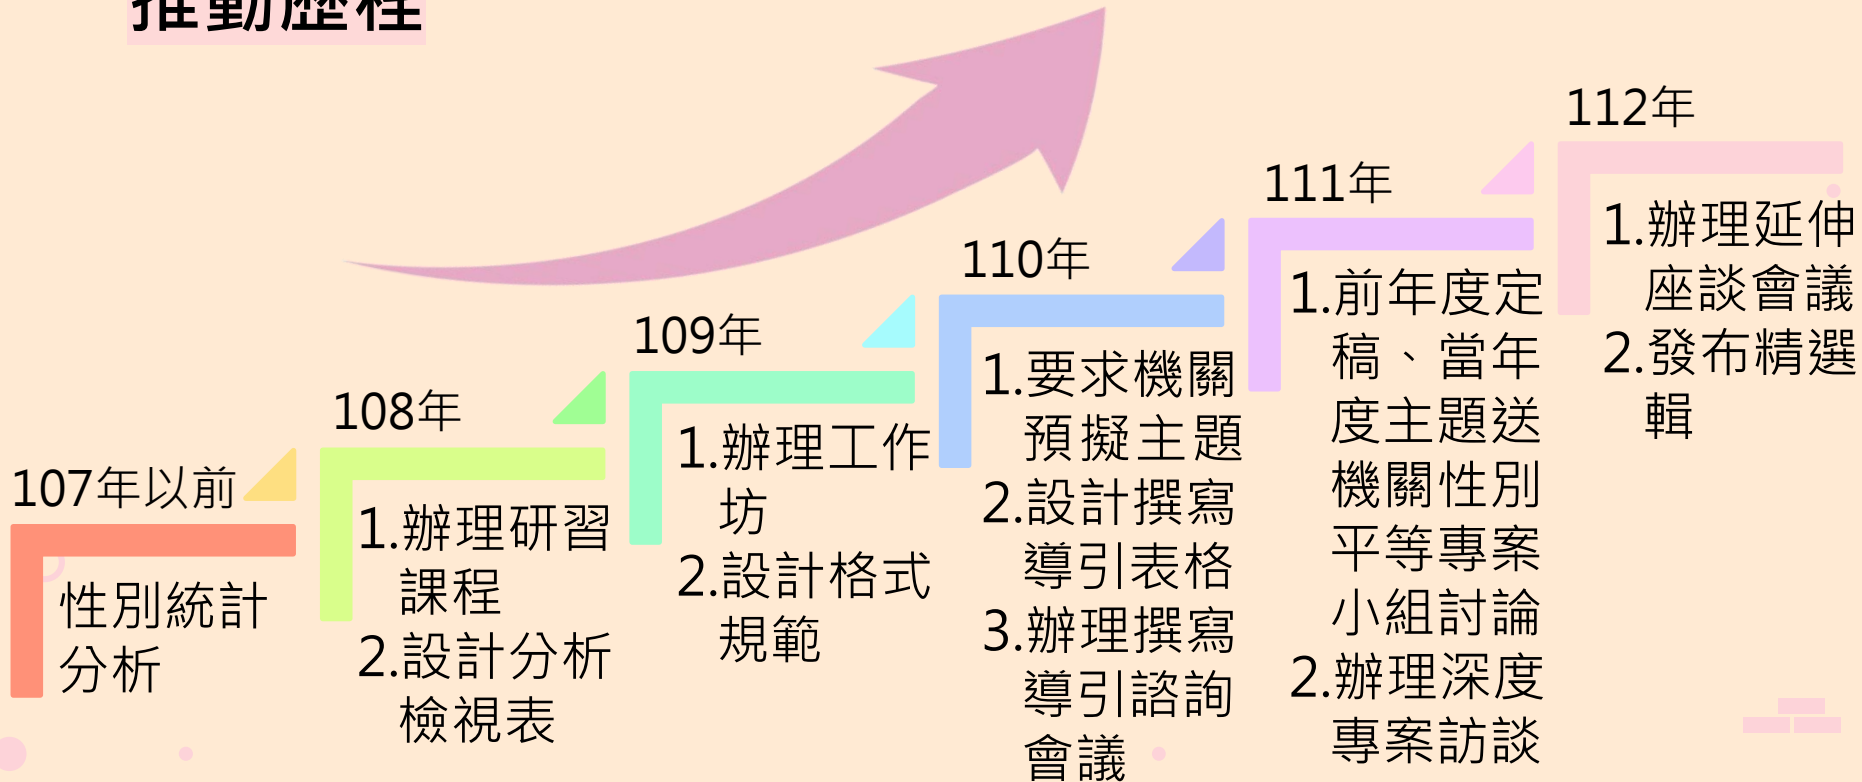 推動歷程
107年以前
性別統計
分析
108年
1.辦理研習
課程
2.設計分析
檢視表
109年
1.辦理工作
坊
2.設計格式
規範
110年
1.要求機關
預擬主題
2.設計撰寫
導引表格
3.辦理撰寫
導引諮詢
會議
111年
1.前年度定
稿、當年
度主題送
機關性別
平等專案
小組討論
2.辦理深度
專案訪談
112年
1.辦理延伸
座談會議
2.發布精選
輯